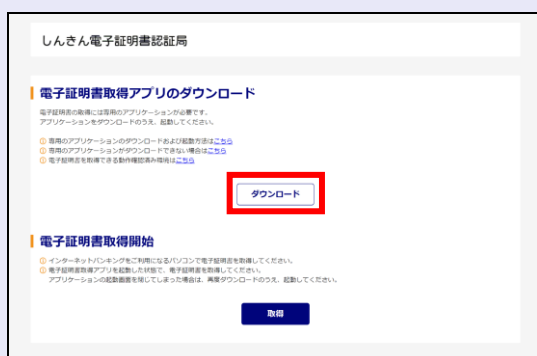 しんきん電子証明書認証局
電子証明書取得アプリのダウンロード
電子証明書の取得には専用のアプリケーションが必要です。
アプリケーションをダウンロードのうえ、起動してください。
専用のアプリケーションのダウンロードおよび起動方法はこちら
専用のアプリケーションがダウンロードできない場合はこちら
電子証明書を取得できる動作確認済み環境はこちら
ダウンロード
電子証明書取得開始
インターネットバンキングをご利用になるパソコンで電子証明書を取得してください。
電子証明書取得アプリを起動した状態で、電子証明書を取得してください。
アプリケーションの起動画面を閉じてしまった場合は、再度ダウンロードのうえ、起動してください。
取得